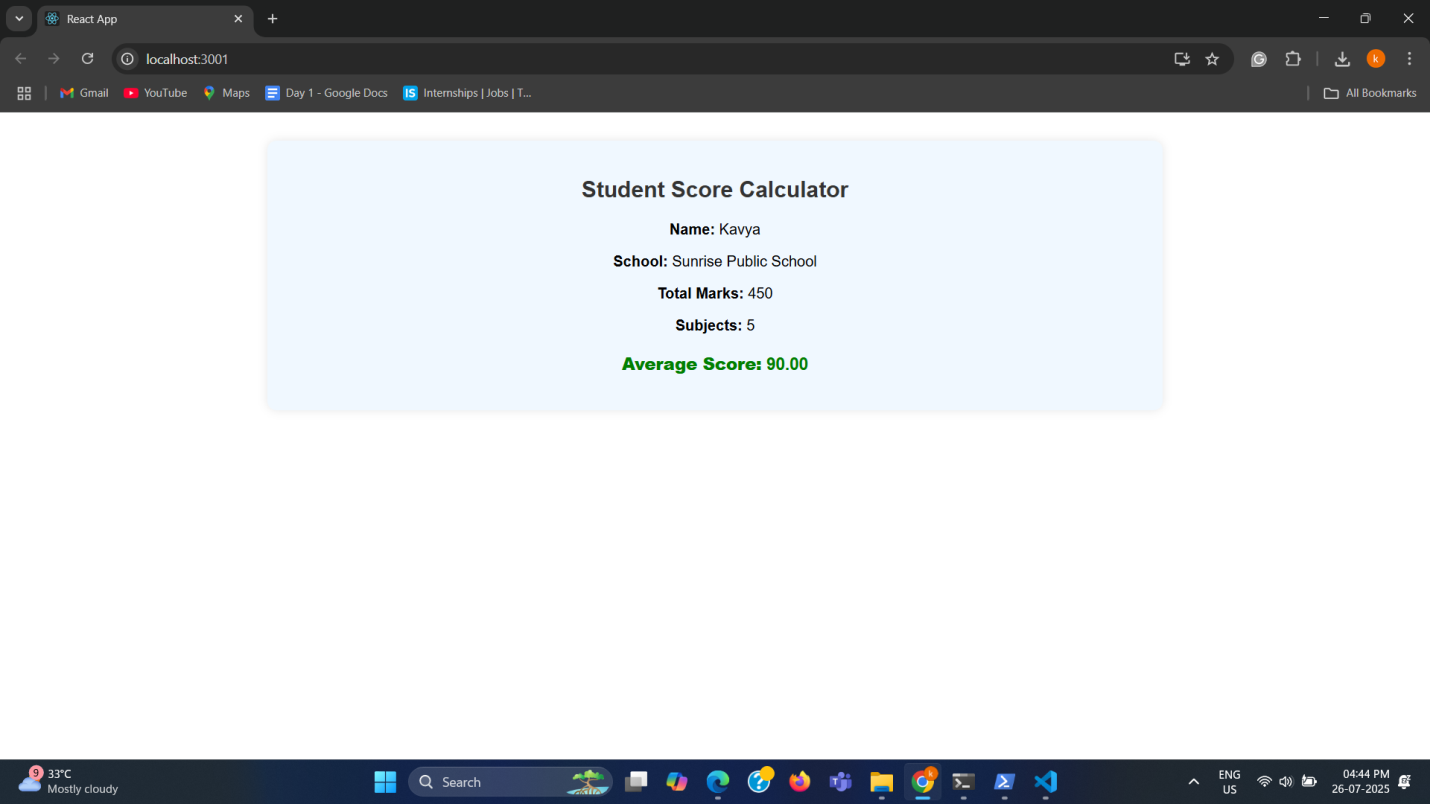 React App
localhost:3001
k
Gmail
YouTube
Maps
Day 1 - Google Docs
IS
Internships | Jobs | T...
All Bookmarks
Student Score Calculator
Name: Kavya
School: Sunrise Public School
Total Marks: 450
Subjects: 5
Average Score: 90.00
9
33°C
Mostly cloudy
Search
k
ENG
US
04:44 PM
26-07-2025